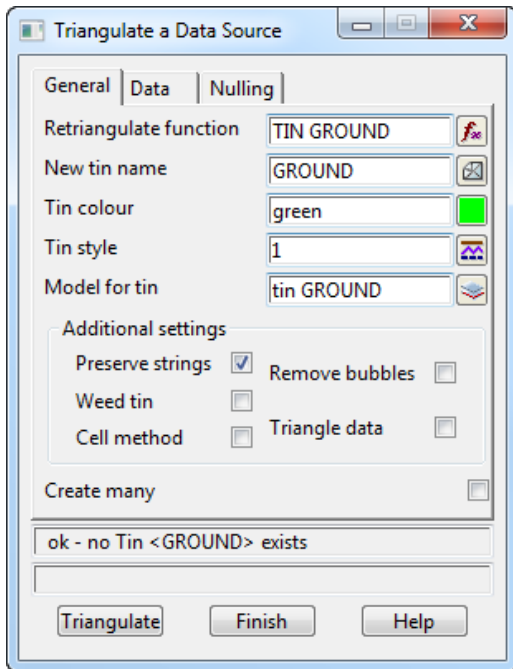 Triangulate a Data Source
General Data Nulling
Retriangulate function TIN GROUND
New tin name GROUND
Tin colour green
Tin style 1
Model for tin tin GROUND
Additional settings
Preserve strings Remove bubbles
Weed tin
Cell method Triangle data
Create many
ok - no Tin <GROUND> exists
Triangulate Finish Help